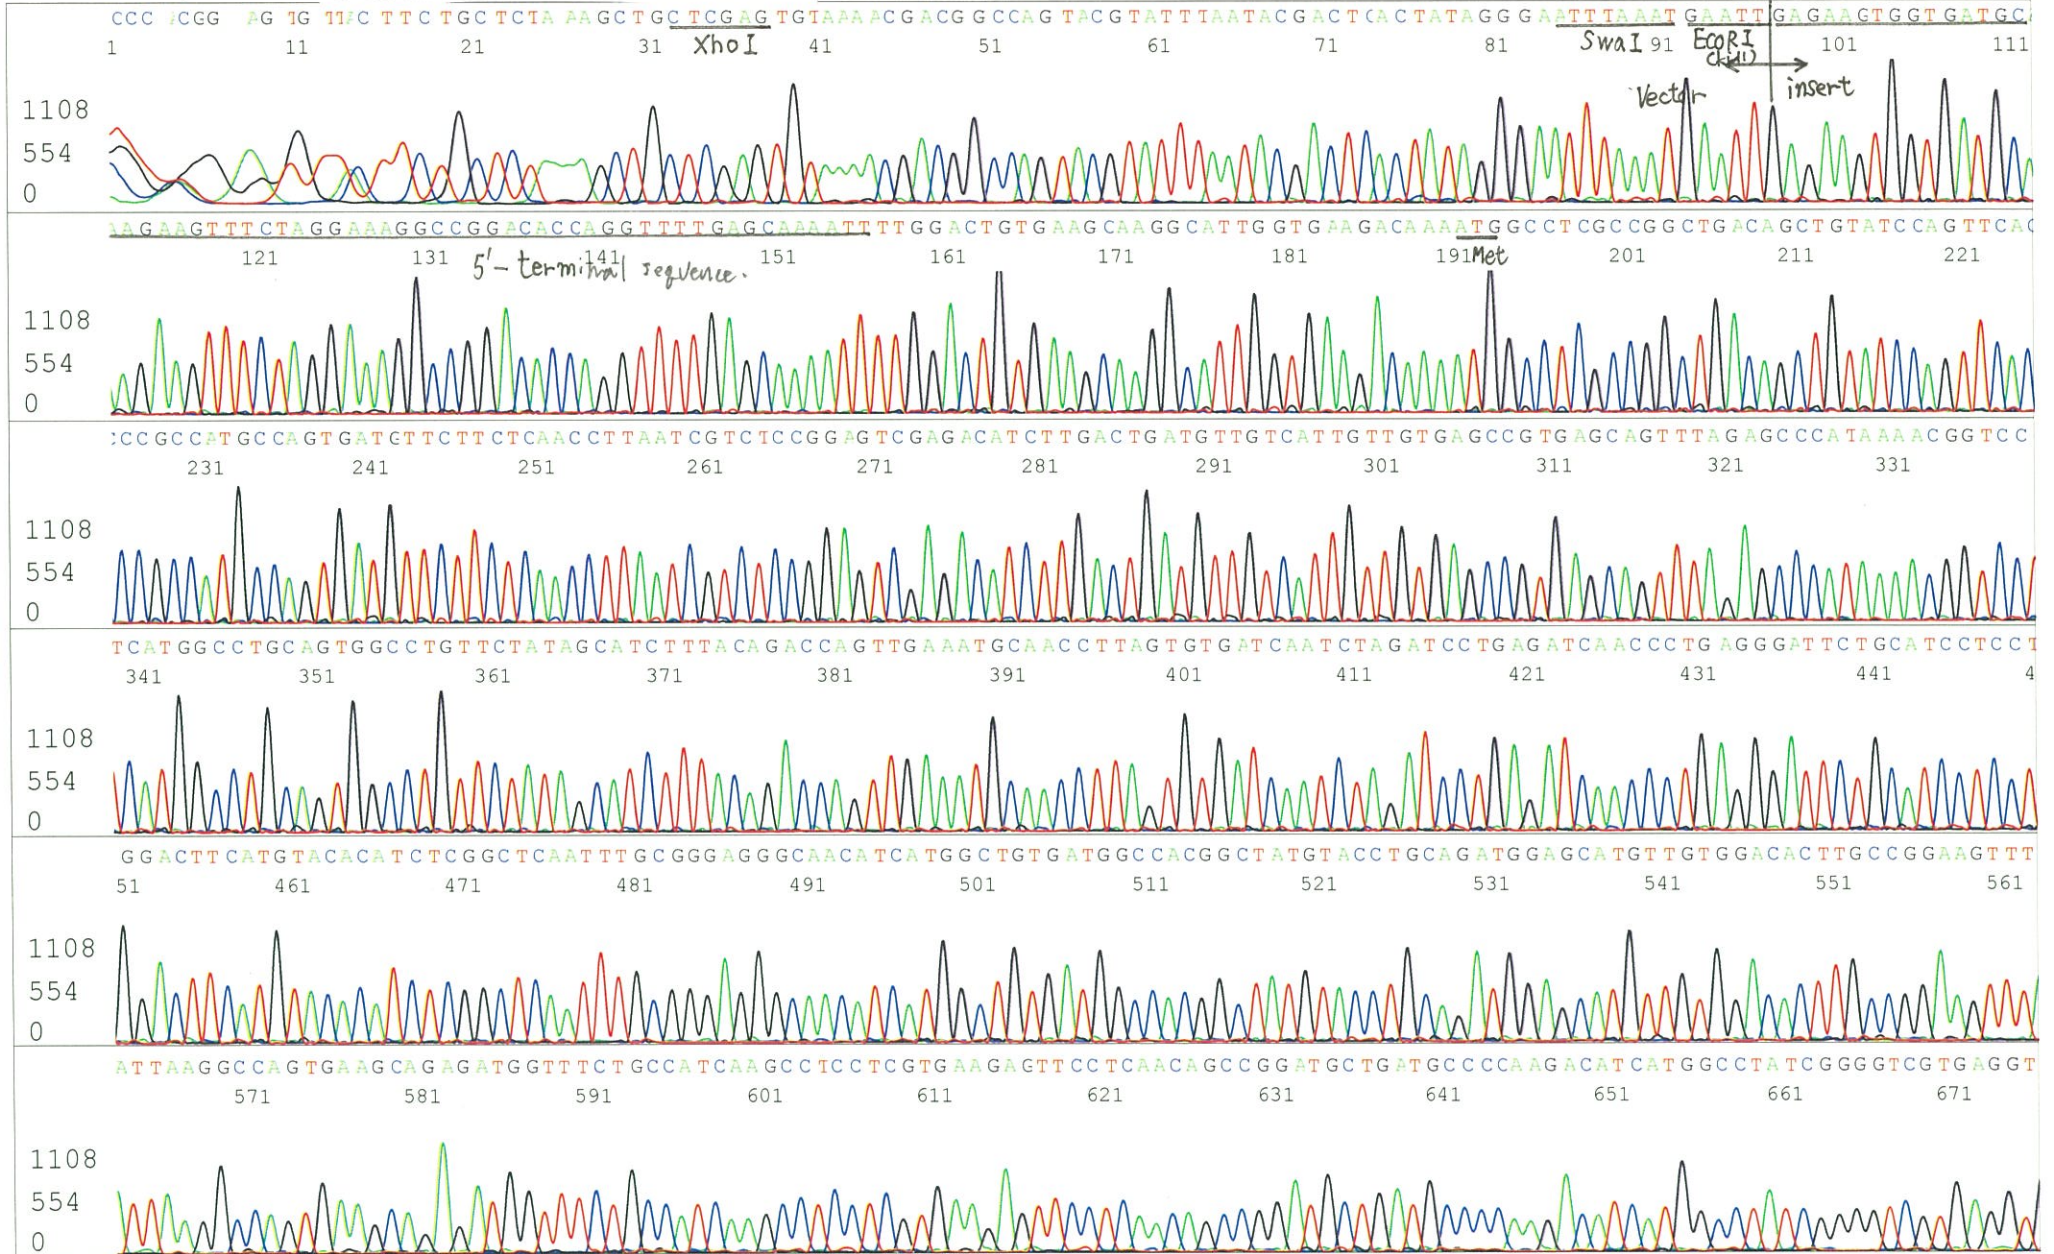 CCC CGG AG TG TTAC TTC TGC TCTA AAGCTGCTCGAGTGTAAAACGACGGCCAGTACGTATTTAATACGACTCACTATAGGGAATTTAAATGAATTGAGAAGTGGTGATGCA
1 11 21 31 XhoI 41 51 61 71 81 SwaI 91 EcoRI 101 111
Vector insert
1108
554
0
AAGAAGTTTCTAGGAAAGGCCGGACACCAGGTTTTGAGCAAAATTTTGGACTGTGAAGCAAGGCATTGGTGAAGACAAAATGGCCTCGCCGGCTGACAGCTGTATCCAGTTCAC
121 131 141 151 161 171 181 191 Met 201 211 221
5'-terminal sequence.
1108
554
0
CCCGCCATGCCAGTGATGTTCTTCTCAACCTTAATCGTCTCCGGAGTCGAGACATCTTGACTGATGTTGTCATTGTTGTGAGCCGTGAGCAGTTTAGAGCCCATAAAACGGTCC
231 241 251 261 271 281 291 301 311 321 331
1108
554
0
TCATGGCCTGCAGTGGCCTGTTCTATAGCATCTTTACAGACCAGTTGAAATGCAACCTTAGTGTGATCAATCTAGATCCTGAGATCAACCCTGAGGGATTCTGCATCCTCCT
341 351 361 371 381 391 401 411 421 431 441 4
1108
554
0
GGACTTCATGTACACATCTCGGCTCAATTTGCGGGAGGGCAACATCATGGCTGTGATGGCCACGGCTATGTACCTGCAGATGGAGCATGTTGTGGACACTTGCCGGAAGTTT
51 461 471 481 491 501 511 521 531 541 551 561
1108
554
0
ATTAAGGCCAGTGAAGCAGAGATGGTTTCTGCCATCAAGCCTCCTCGTGAAGAGTTCCTCAACAGCCGGATGCTGATGCCCCAAGACATCATGGCCTATCGGGGTCGTGAGGT
571 581 591 601 611 621 631 641 651 661 671
1108
554
0